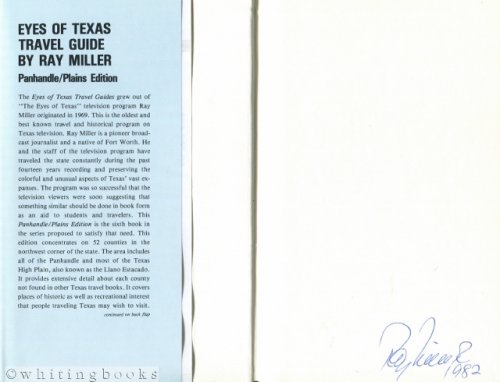 EYES OF TEXAS
TRAVEL GUIDE
BY RAY MILLER
Panhandle/Plains Edition
The Eyes of Texas Travel Guides grew out of
"The Eyes of Texas" television program Ray
Miller originated in 1969. This is the oldest and
best known travel and historical program on
Texas television. Ray Miller is a pioneer broad-
cast journalist and a native of Fort Worth. He
and the staff of the television program have
traveled the state constantly during the past
fourteen years recording and preserving the
colorful and unusual aspects of Texas' vast ex-
panses. The program was so successful that the
television viewers were soon suggesting that
something similar should be done in book form
as an aid to students and travelers. This
Panhandle/Plains Edition is the sixth book in
the series proposed to satisfy that need. This
edition concentrates on 52 counties in the
northwest corner of the state. The area includes
all of the Panhandle and most of the Texas
High Plain, also known as the Llano Estacado.
It provides extensive detail about each county
not found in other Texas travel books. It covers
places of historic as well as recreational interest
that people traveling Texas may wish to visit.
continued on back flap
Ray
1982
©whitingbooks